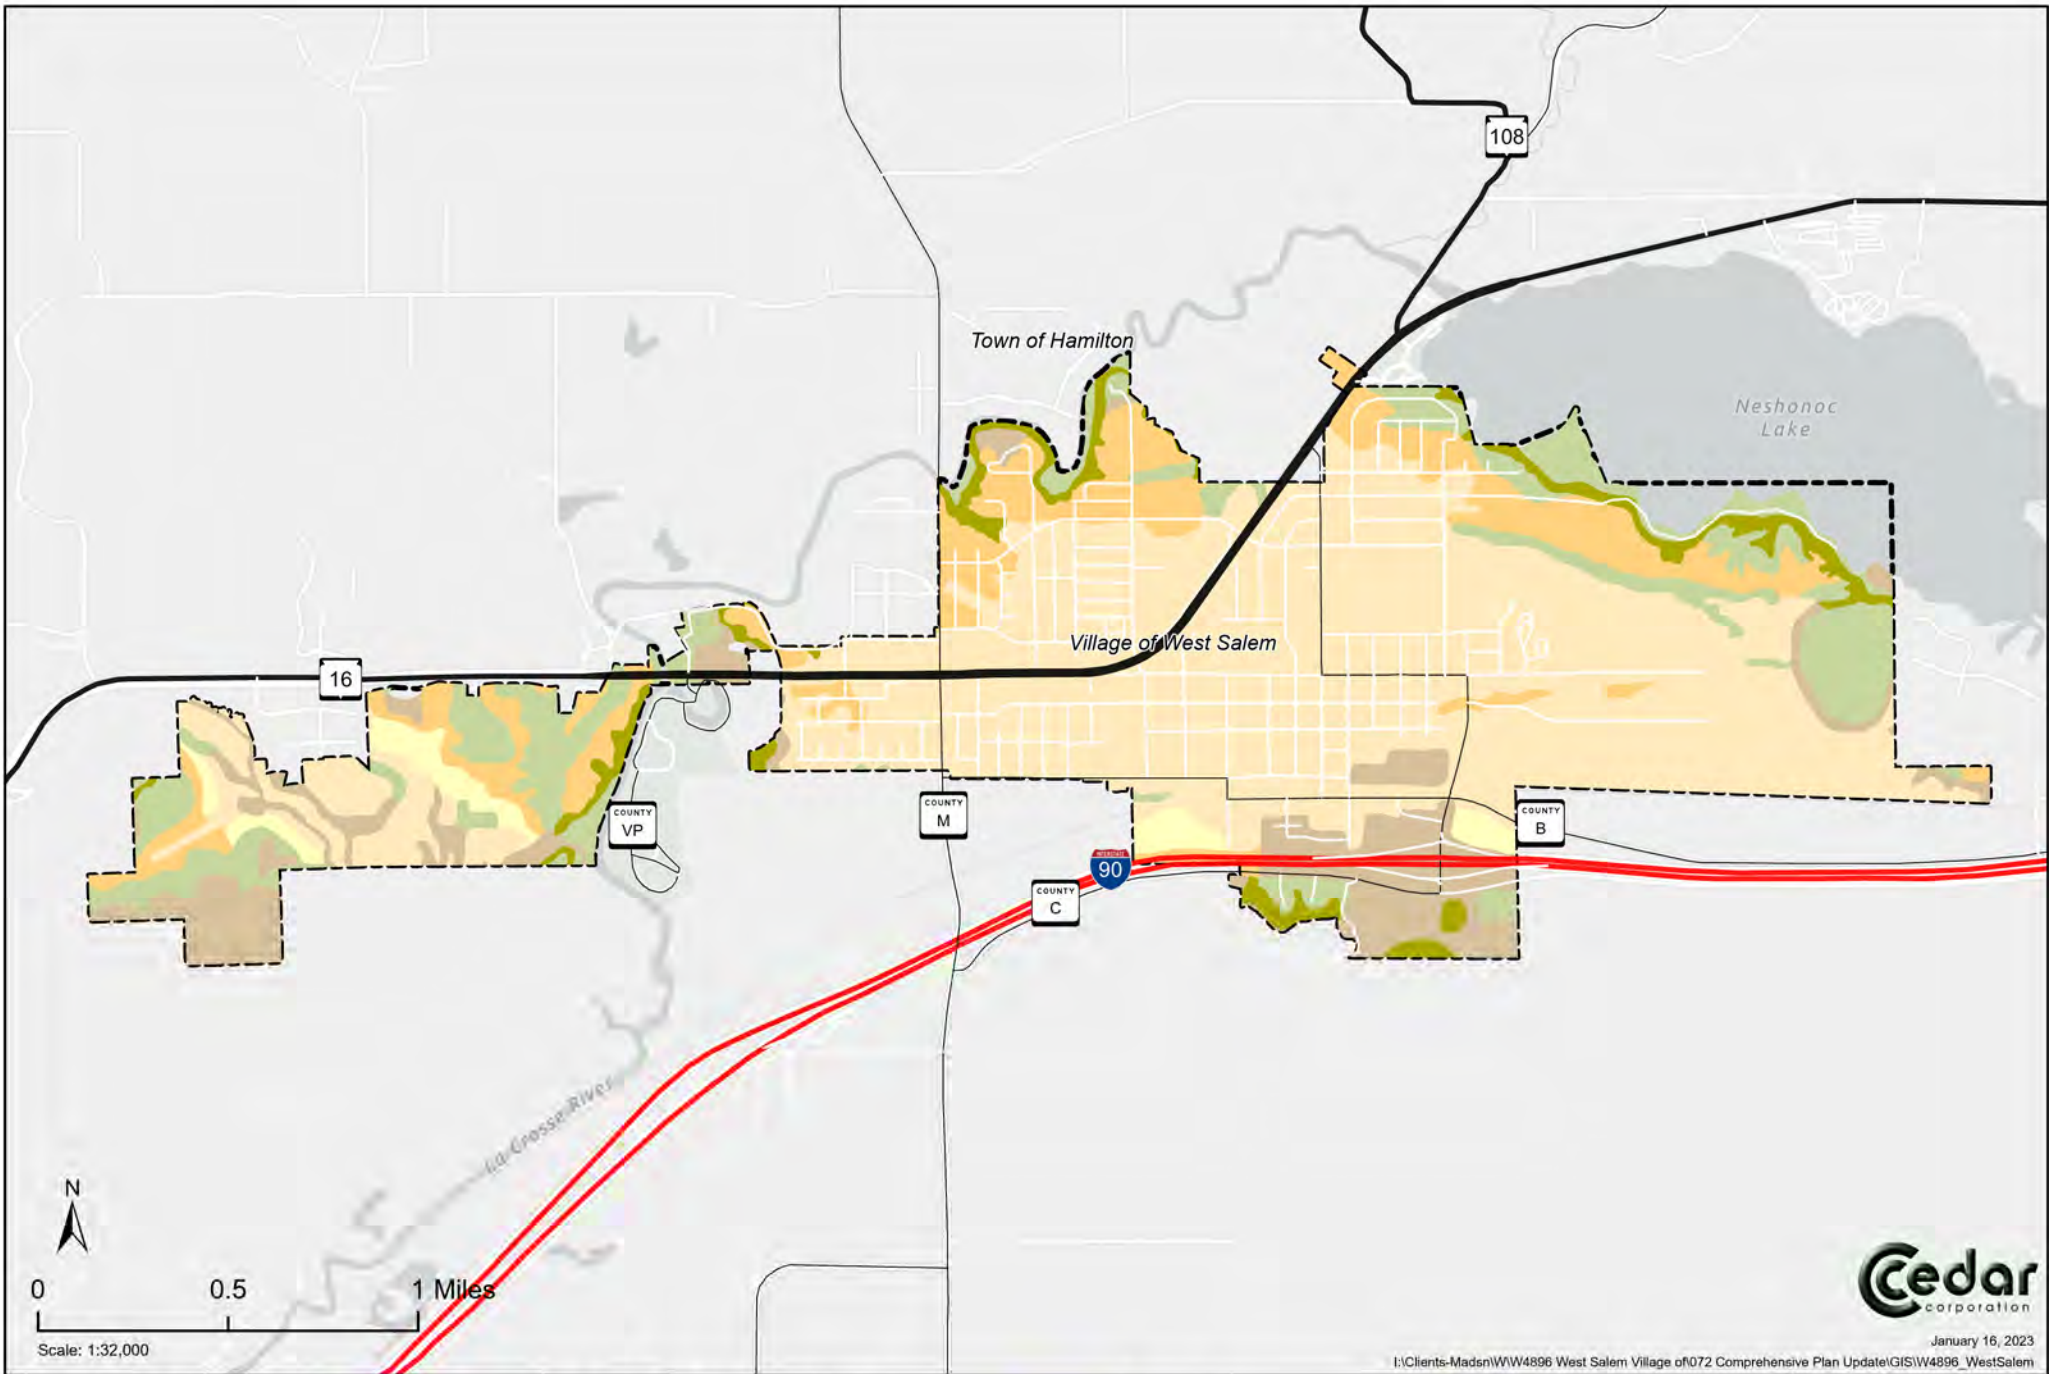 108
Town of Hamilton
Neshonoc
Lake
Village of West Salem
16
COUNTY
VP
COUNTY
M
COUNTY
B
INTERSTATE
90
COUNTY
C
La Crosse River
N
0 0.5 1 Miles
Scale: 1:32,000
Cedar
corporation
January 16, 2023
I:\Clients-Madsn\W\W4896 West Salem Village of\072 Comprehensive Plan Update\GIS\W4896_WestSalem